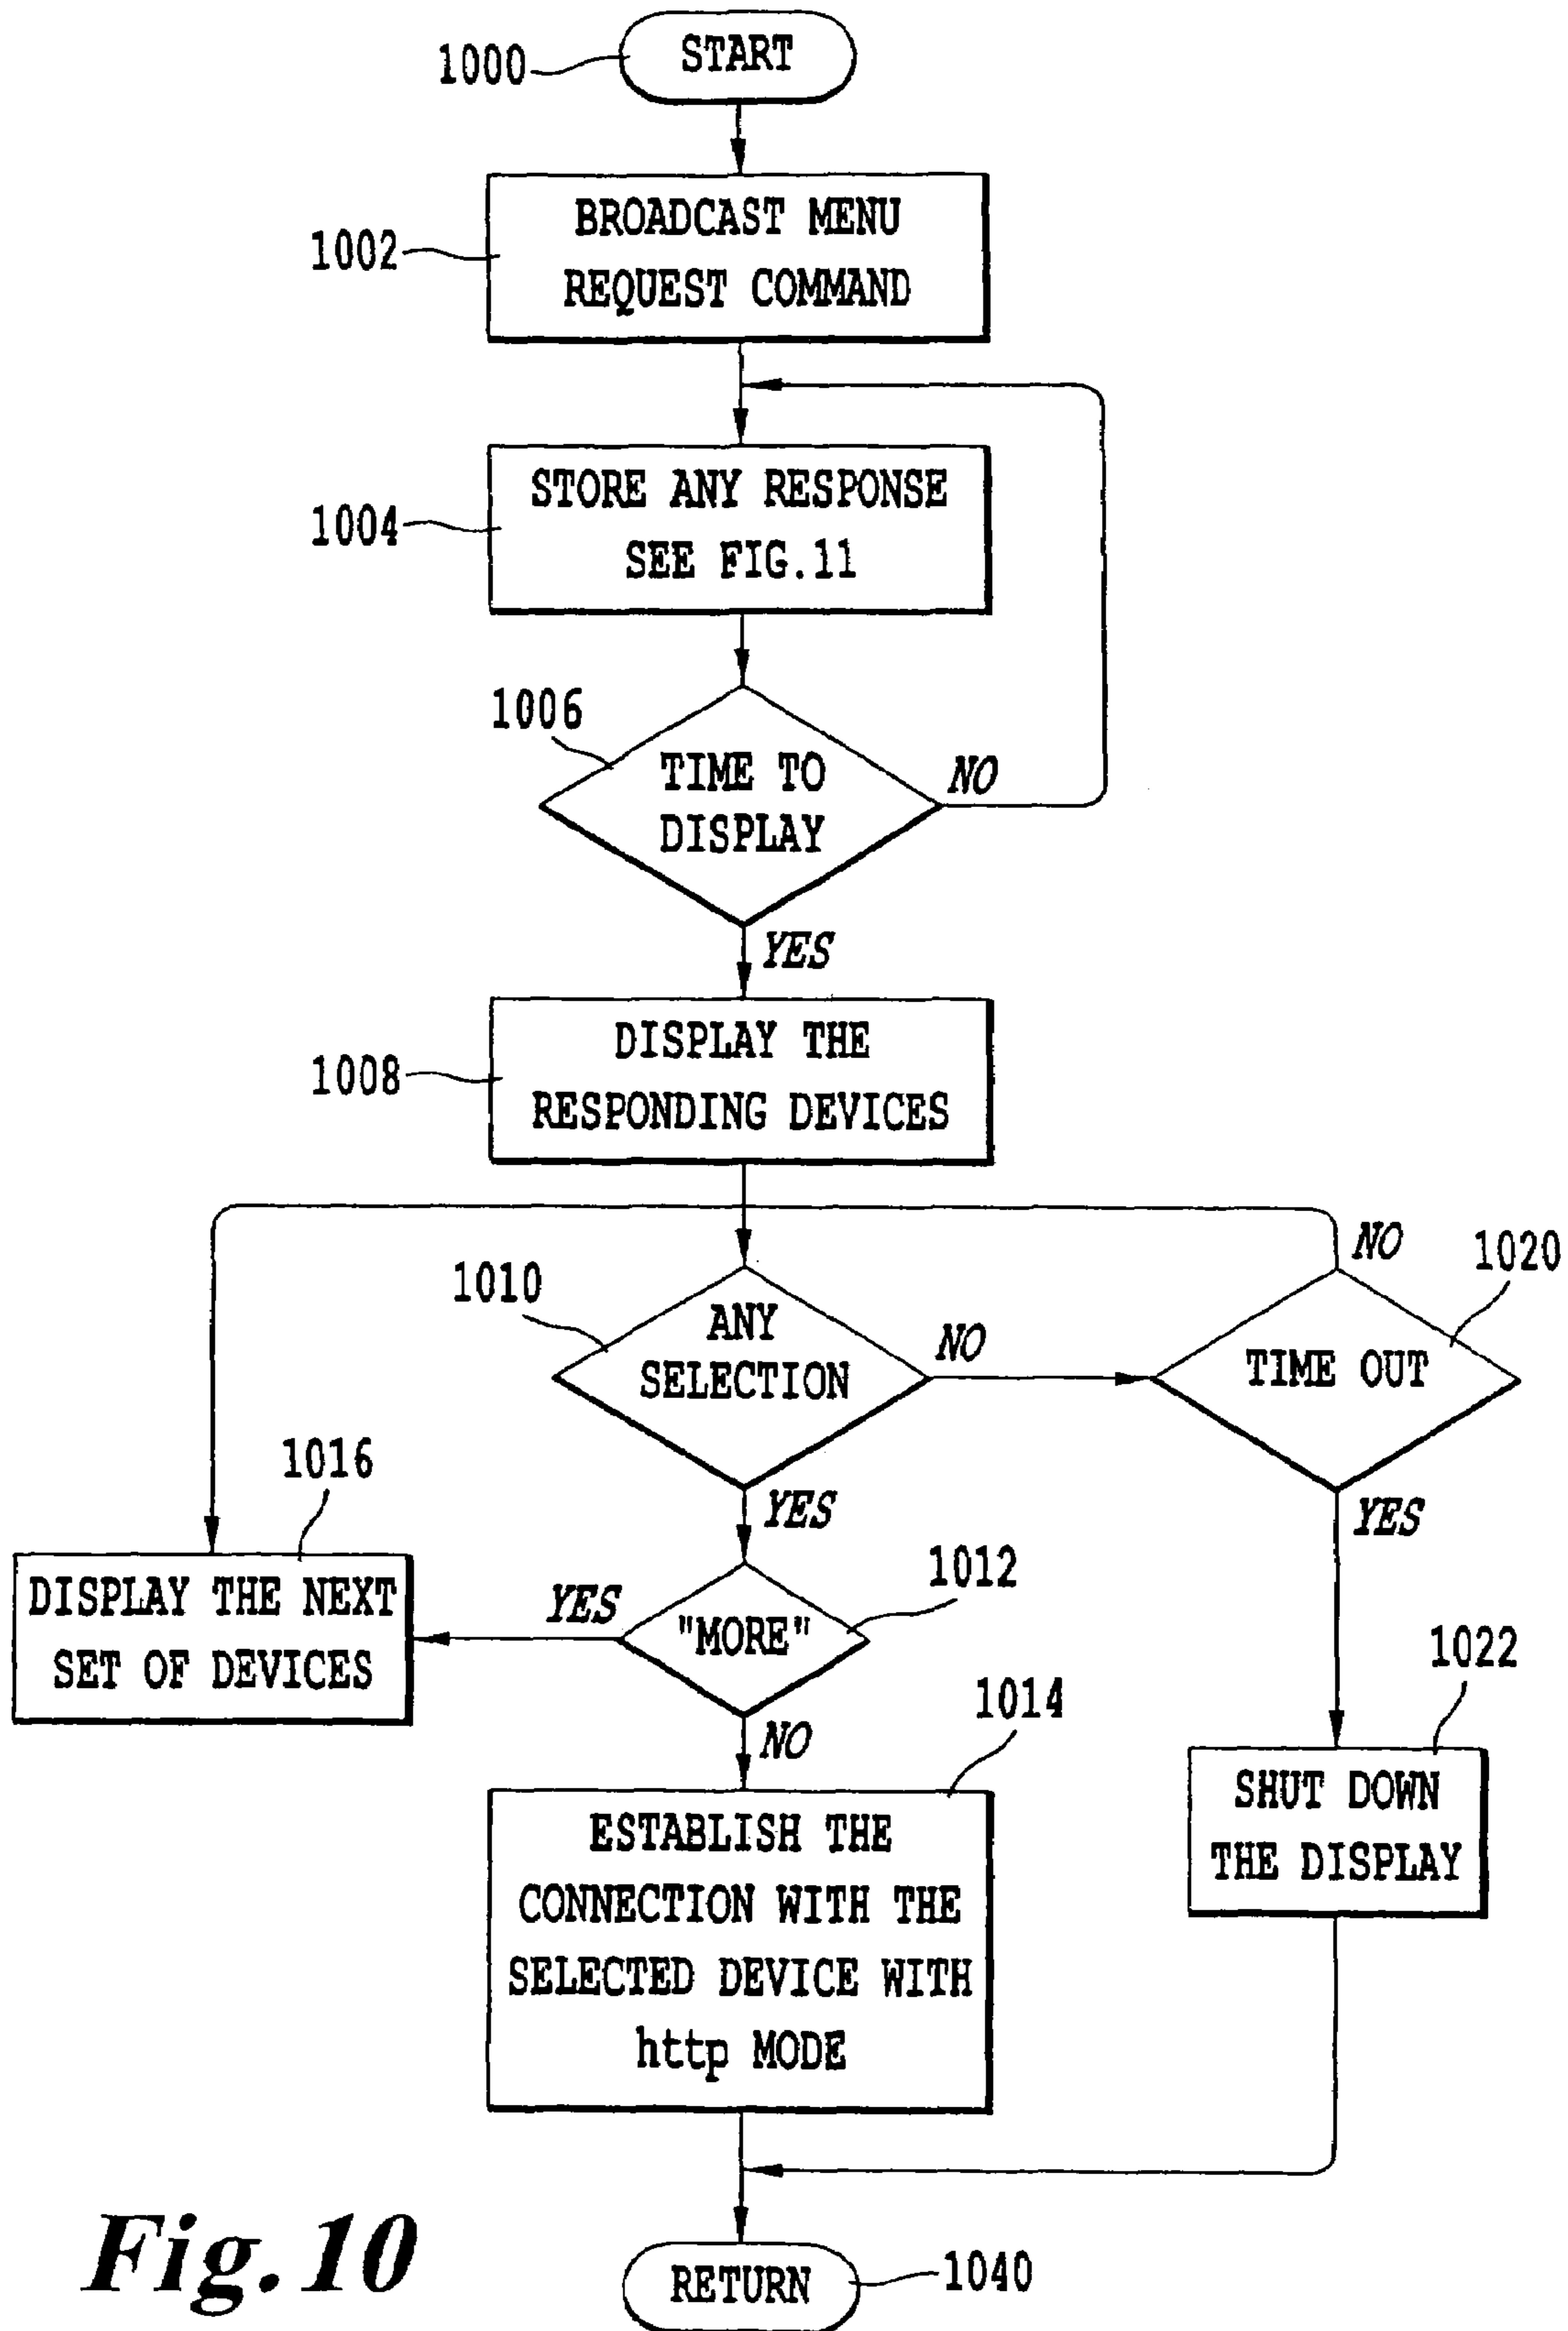 1000
START
1002
BROADCAST MENU
REQUEST COMMAND
1004
STORE ANY RESPONSE
SEE FIG.11
1006
TIME TO
DISPLAY
NO
YES
1008
DISPLAY THE
RESPONDING DEVICES
1010
ANY
SELECTION
NO
YES
1020
TIME OUT
NO
YES
1016
DISPLAY THE NEXT
SET OF DEVICES
1012
"MORE"
YES
NO
1014
ESTABLISH THE
CONNECTION WITH THE
SELECTED DEVICE WITH
http MODE
1022
SHUT DOWN
THE DISPLAY
RETURN
1040
Fig.10